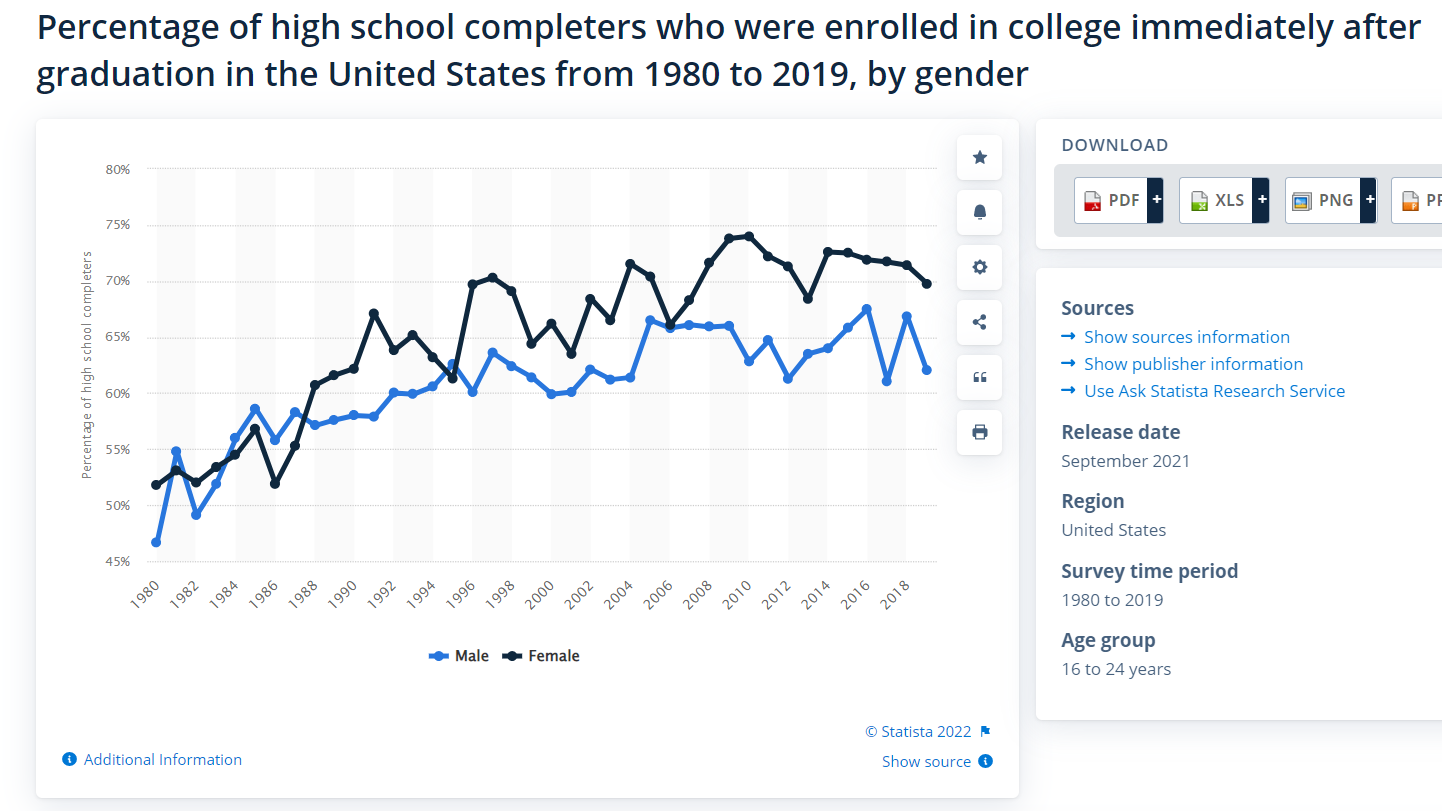 Percentage of high school completers who were enrolled in college immediately after
graduation in the United States from 1980 to 2019, by gender
80%
75%
70%
65%
60%
55%
50%
45%
Percentage of high school completers
1980
1982
1984
1986
1988
1990
1992
1994
1996
1998
2000
2002
2004
2006
2008
2010
2012
2014
2016
2018
Male
Female
© Statista 2022
Additional Information
Show source
DOWNLOAD
PDF +
XLS +
PNG +
Sources
Show sources information
Show publisher information
Use Ask Statista Research Service
Release date
September 2021
Region
United States
Survey time period
1980 to 2019
Age group
16 to 24 years